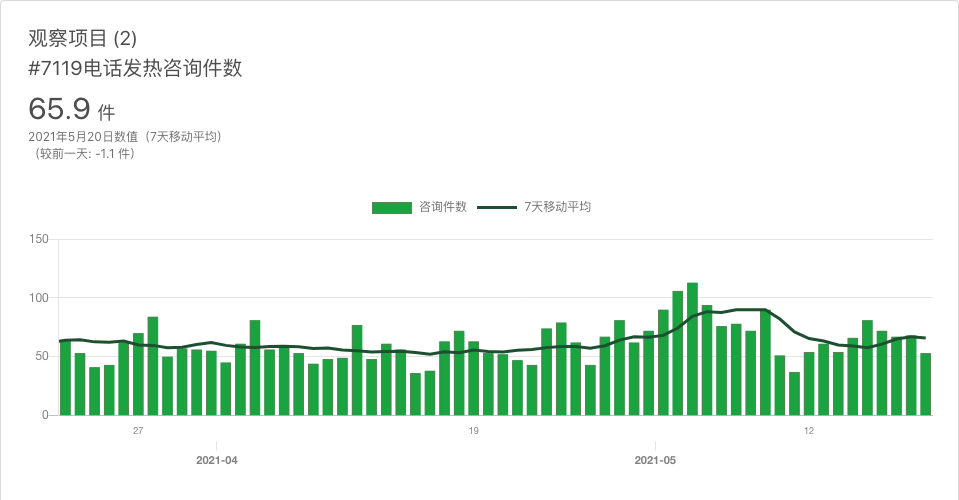 观察项目 (2)
#7119电话发热咨询件数
65.9 件
2021年5月20日数值（7天移动平均）
（较前一天: -1.1 件）
咨询件数 7天移动平均
150
100
50
0
27 19 12
2021-04 2021-05